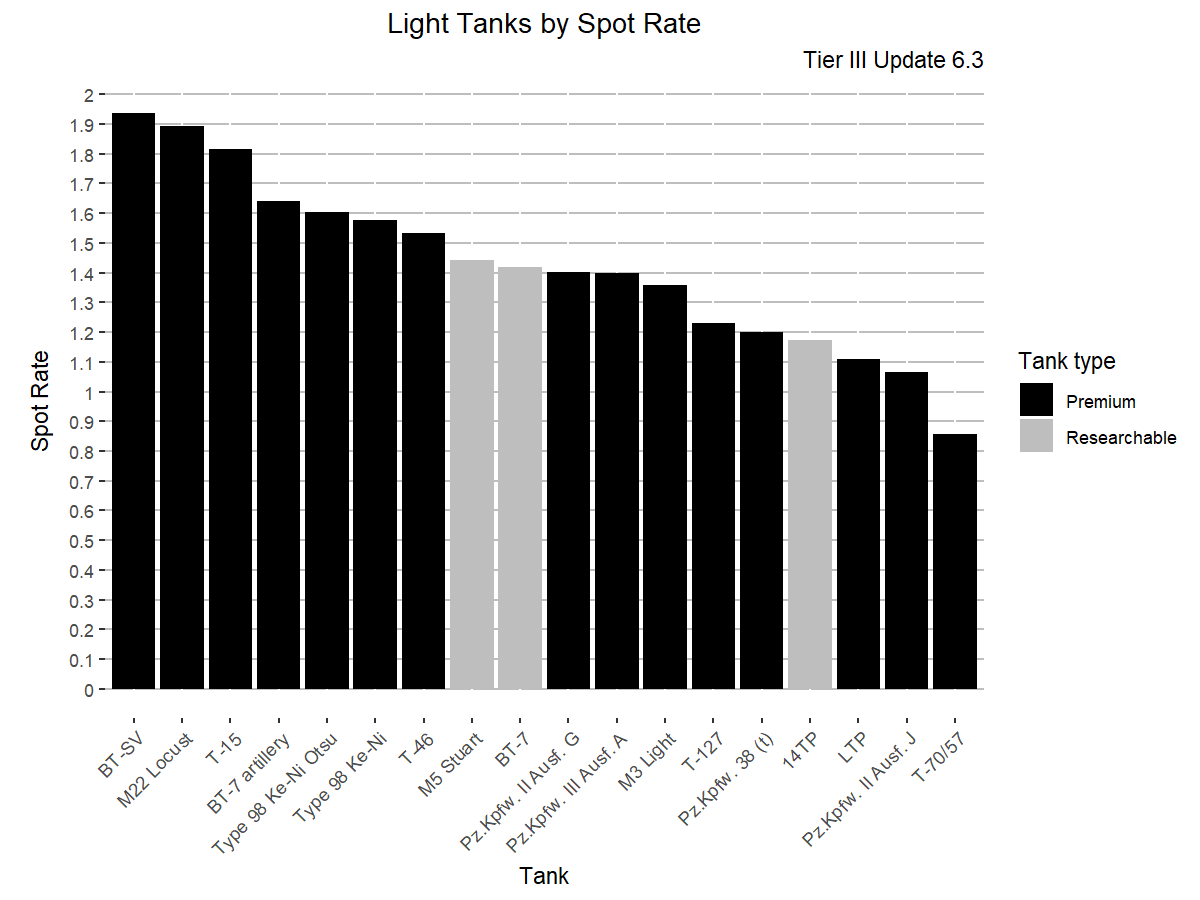 Light Tanks by Spot Rate
Tier III Update 6.3
2
1.9
1.8
1.7
1.6
1.5
1.4
1.3
1.2
1.1
1
0.9
0.8
0.7
0.6
0.5
0.4
0.3
0.2
0.1
0
Spot Rate
BT-SV
M22 Locust
T-15
BT-7 artillery
Type 98 Ke-Ni Otsu
Type 98 Ke-Ni
T-46
M5 Stuart
BT-7
Pz.Kpfw. II Ausf. G
Pz.Kpfw. III Ausf. A
M3 Light
T-127
Pz.Kpfw. 38 (t)
14TP
LTP
Pz.Kpfw. II Ausf. J
T-70/57
Tank
Tank type
Premium
Researchable